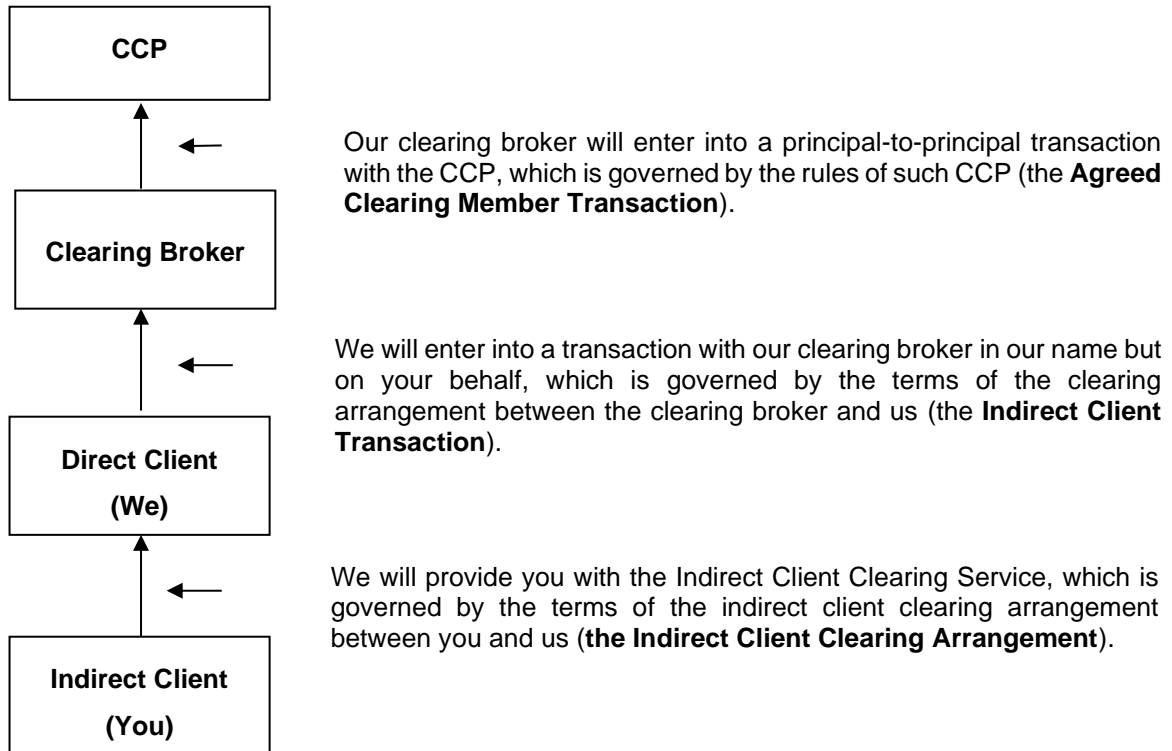 CCP
Our clearing broker will enter into a principal-to-principal transaction
with the CCP, which is governed by the rules of such CCP (the Agreed
Clearing Member Transaction).
Clearing Broker
We will enter into a transaction with our clearing broker in our name but
on your behalf, which is governed by the terms of the clearing
arrangement between the clearing broker and us (the Indirect Client
Transaction).
Direct Client
(We)
We will provide you with the Indirect Client Clearing Service, which is
governed by the terms of the indirect client clearing arrangement
between you and us (the Indirect Client Clearing Arrangement).
Indirect Client
(You)